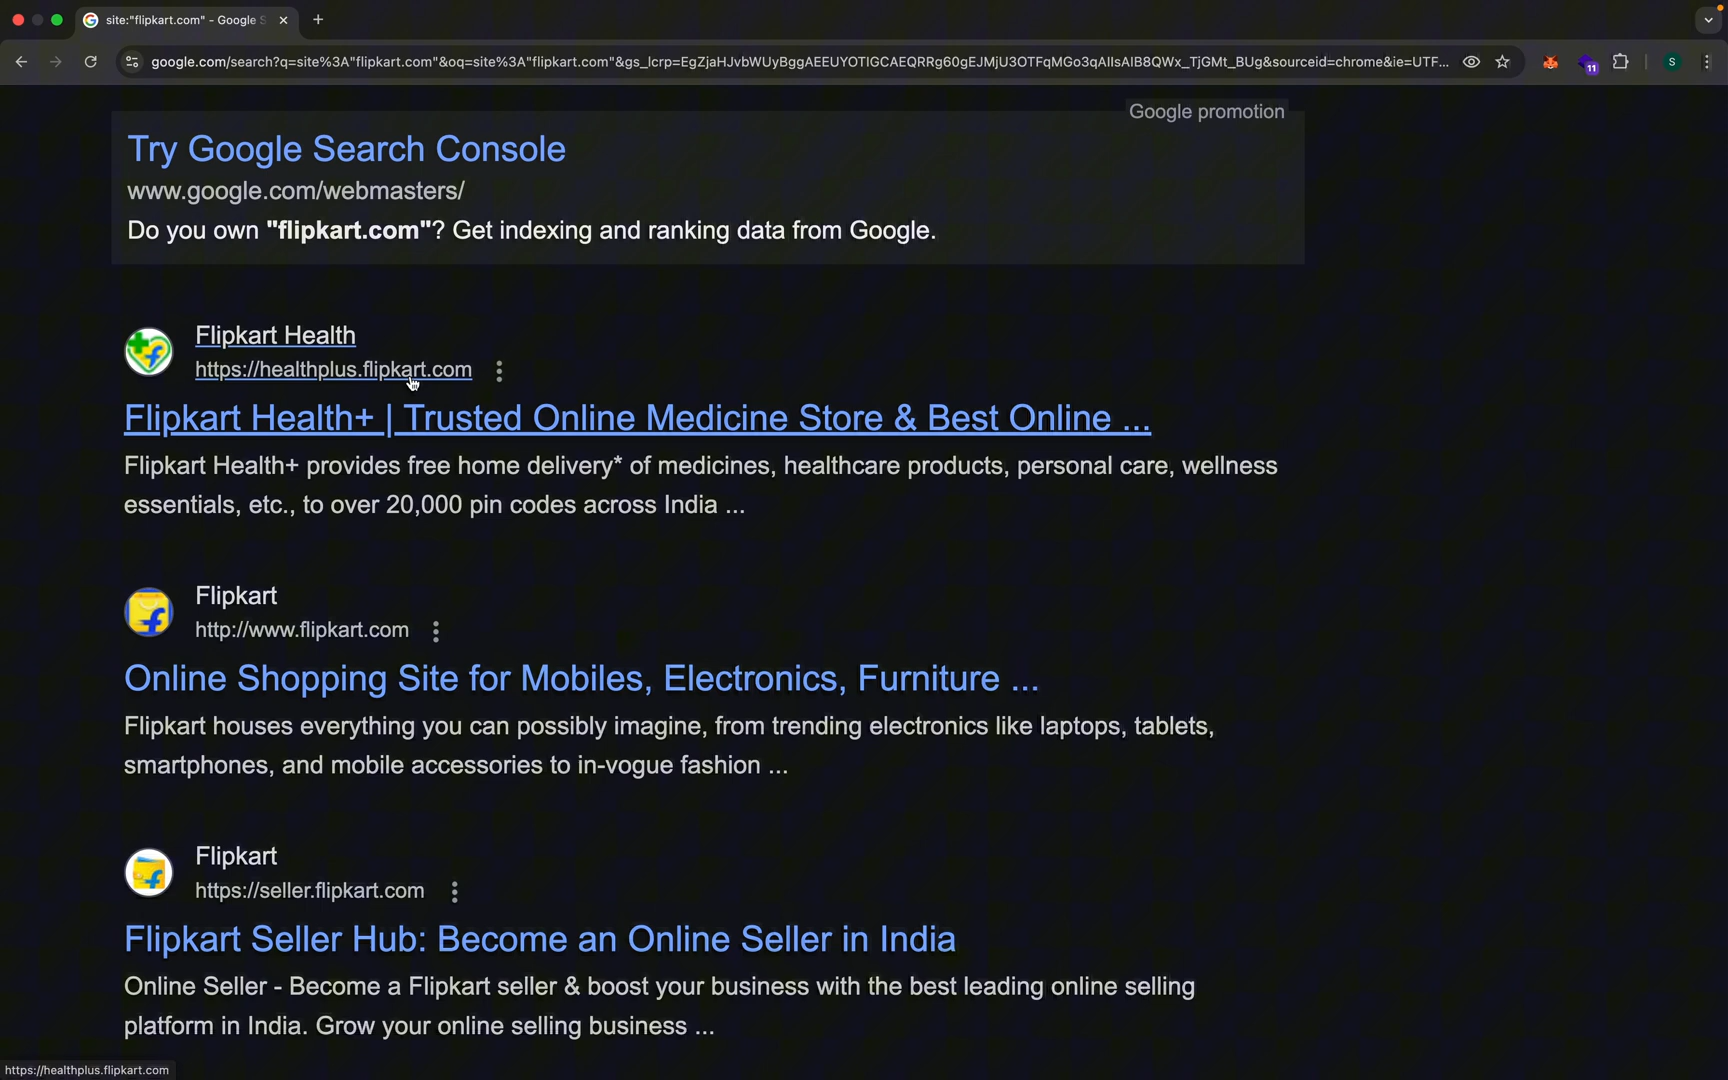 site:"flipkart.com" - Google S
google.com/search?q=site%3A"flipkart.com"&oq=site%3A"flipkart.com"&gs_lcrp=EgZjaHJvbWUyBggAEEUYOTIGCAEQRRg60gEJMjU3OTFqMGo3qAIIsAIB8QWx_TjGMt_BUg&sourceid=chrome&ie=UTF...
11
S
Google promotion
Try Google Search Console
www.google.com/webmasters/
Do you own "flipkart.com"? Get indexing and ranking data from Google.
Flipkart Health
https://healthplus.flipkart.com
Flipkart Health+ | Trusted Online Medicine Store & Best Online ...
Flipkart Health+ provides free home delivery* of medicines, healthcare products, personal care, wellness
essentials, etc., to over 20,000 pin codes across India ...
Flipkart
http://www.flipkart.com
Online Shopping Site for Mobiles, Electronics, Furniture ...
Flipkart houses everything you can possibly imagine, from trending electronics like laptops, tablets,
smartphones, and mobile accessories to in-vogue fashion ...
Flipkart
https://seller.flipkart.com
Flipkart Seller Hub: Become an Online Seller in India
Online Seller - Become a Flipkart seller & boost your business with the best leading online selling
platform in India. Grow your online selling business ...
https://healthplus.flipkart.com